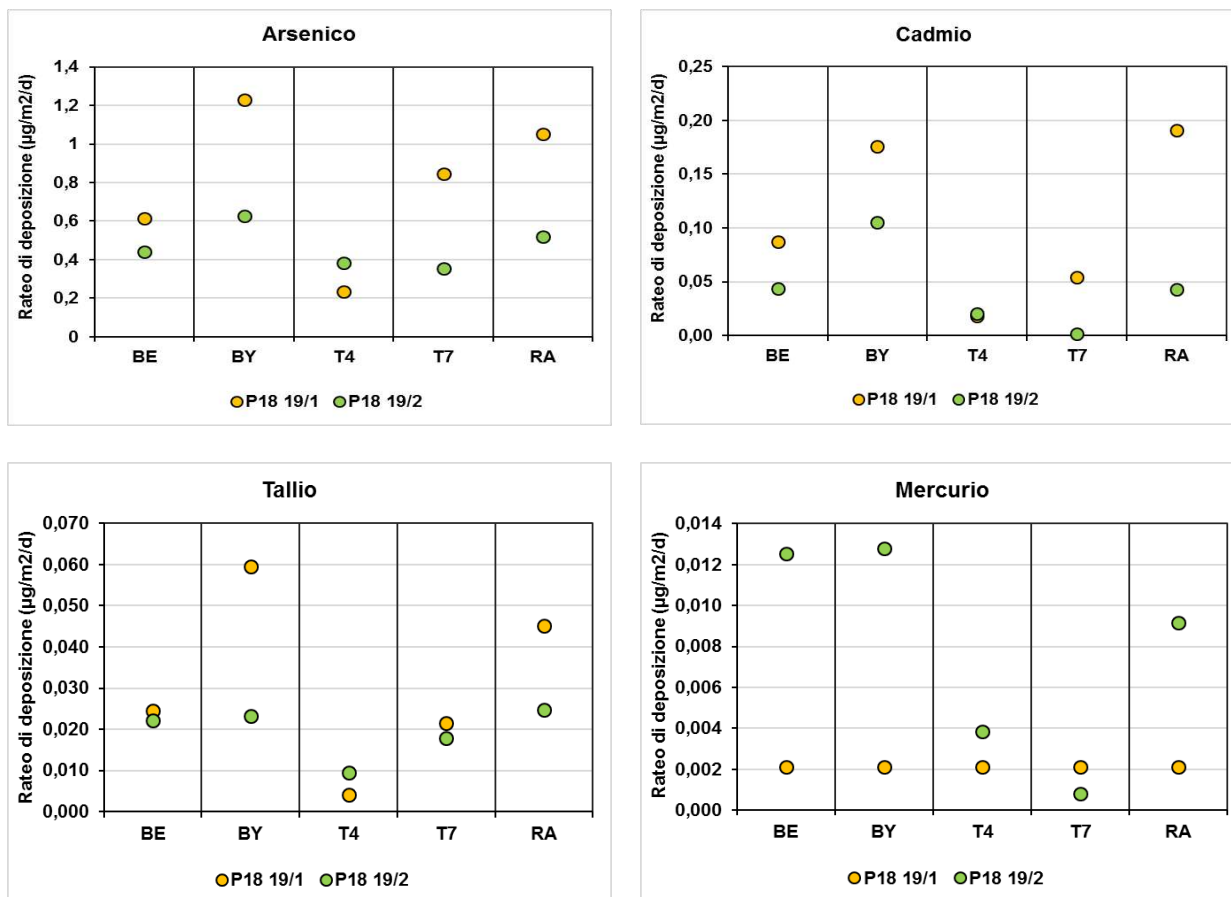 Arsenico
Rateo di deposizione (µg/m2/d)
1,4
1,2
1
0,8
0,6
0,4
0,2
0
BE BY T4 T7 RA
P18 19/1 P18 19/2
Cadmio
Rateo di deposizione (µg/m2/d)
0,25
0,20
0,15
0,10
0,05
0,00
BE BY T4 T7 RA
P18 19/1 P18 19/2
Tallio
Rateo di deposizione (µg/m2/d)
0,070
0,060
0,050
0,040
0,030
0,020
0,010
0,000
BE BY T4 T7 RA
P18 19/1 P18 19/2
Mercurio
Rateo di deposizione (µg/m2/d)
0,014
0,012
0,010
0,008
0,006
0,004
0,002
0,000
BE BY T4 T7 RA
P18 19/1 P18 19/2